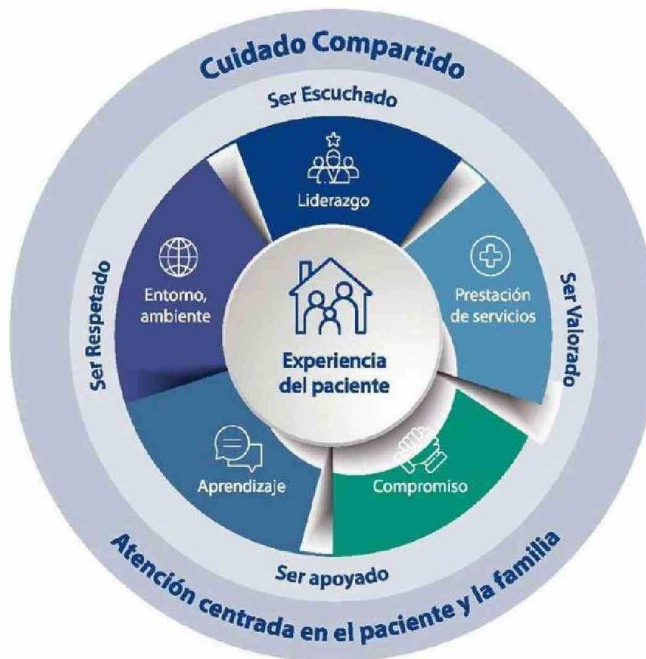 Cuidado Compartido
Ser Escuchado
Liderazgo
Ser Respetado
Entorno,
ambiente
Prestación
de servicios
Ser Valorado
Experiencia
del paciente
Aprendizaje
Compromiso
Ser apoyado
Atención centrada en el paciente y la familia